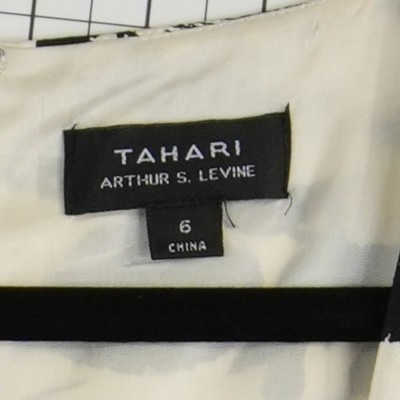 TAHARI
ARTHUR S. LEVINE
6
CHINA